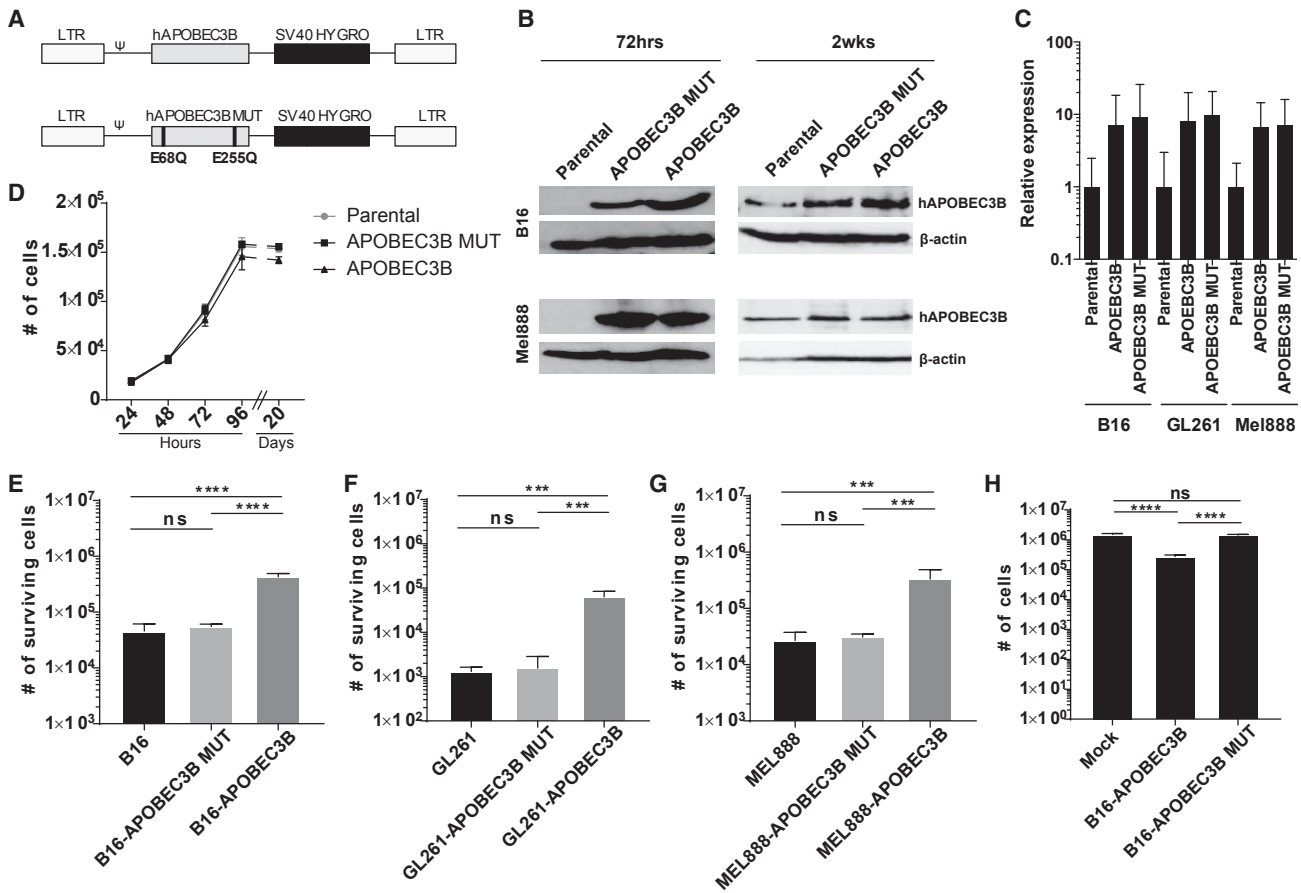 A
LTR
Ψ
hAPOBEC3B
SV40 HYGRO
LTR
LTR
Ψ
hAPOBEC3B MUT
SV40 HYGRO
LTR
E68Q
E255Q
B
72hrs
2wks
Parental
APOBEC3B MUT
APOBEC3B
Parental
APOBEC3B MUT
APOBEC3B
B16
hAPOBEC3B
β-actin
Mel888
hAPOBEC3B
β-actin
C
Relative expression
100
10
1
0.1
Parental
APOEBC3B
APOEBC3B MUT
Parental
APOEBC3B
APOEBC3B MUT
Parental
APOEBC3B
APOEBC3B MUT
B16
GL261
Mel888
D
# of cells
2×10⁵
1.5×10⁵
1×10⁵
5×10⁴
0
24
48
72
96
20
Hours
Days
Parental
APOBEC3B MUT
APOBEC3B
E
# of surviving cells
1×10⁷
1×10⁶
1×10⁵
1×10⁴
1×10³
****
ns
****
B16
B16-APOBEC3B MUT
B16-APOBEC3B
F
# of surviving cells
1×10⁷
1×10⁶
1×10⁵
1×10⁴
1×10³
1×10²
***
ns
***
GL261
GL261-APOBEC3B MUT
GL261-APOBEC3B
G
# of surviving cells
1×10⁷
1×10⁶
1×10⁵
1×10⁴
1×10³
***
ns
***
MEL888
MEL888-APOBEC3B MUT
MEL888-APOBEC3B
H
# of cells
1×10⁷
1×10⁶
1×10⁵
1×10⁴
1×10³
1×10²
1×10¹
1×10⁰
ns
****
****
Mock
B16-APOBEC3B
B16-APOBEC3B MUT